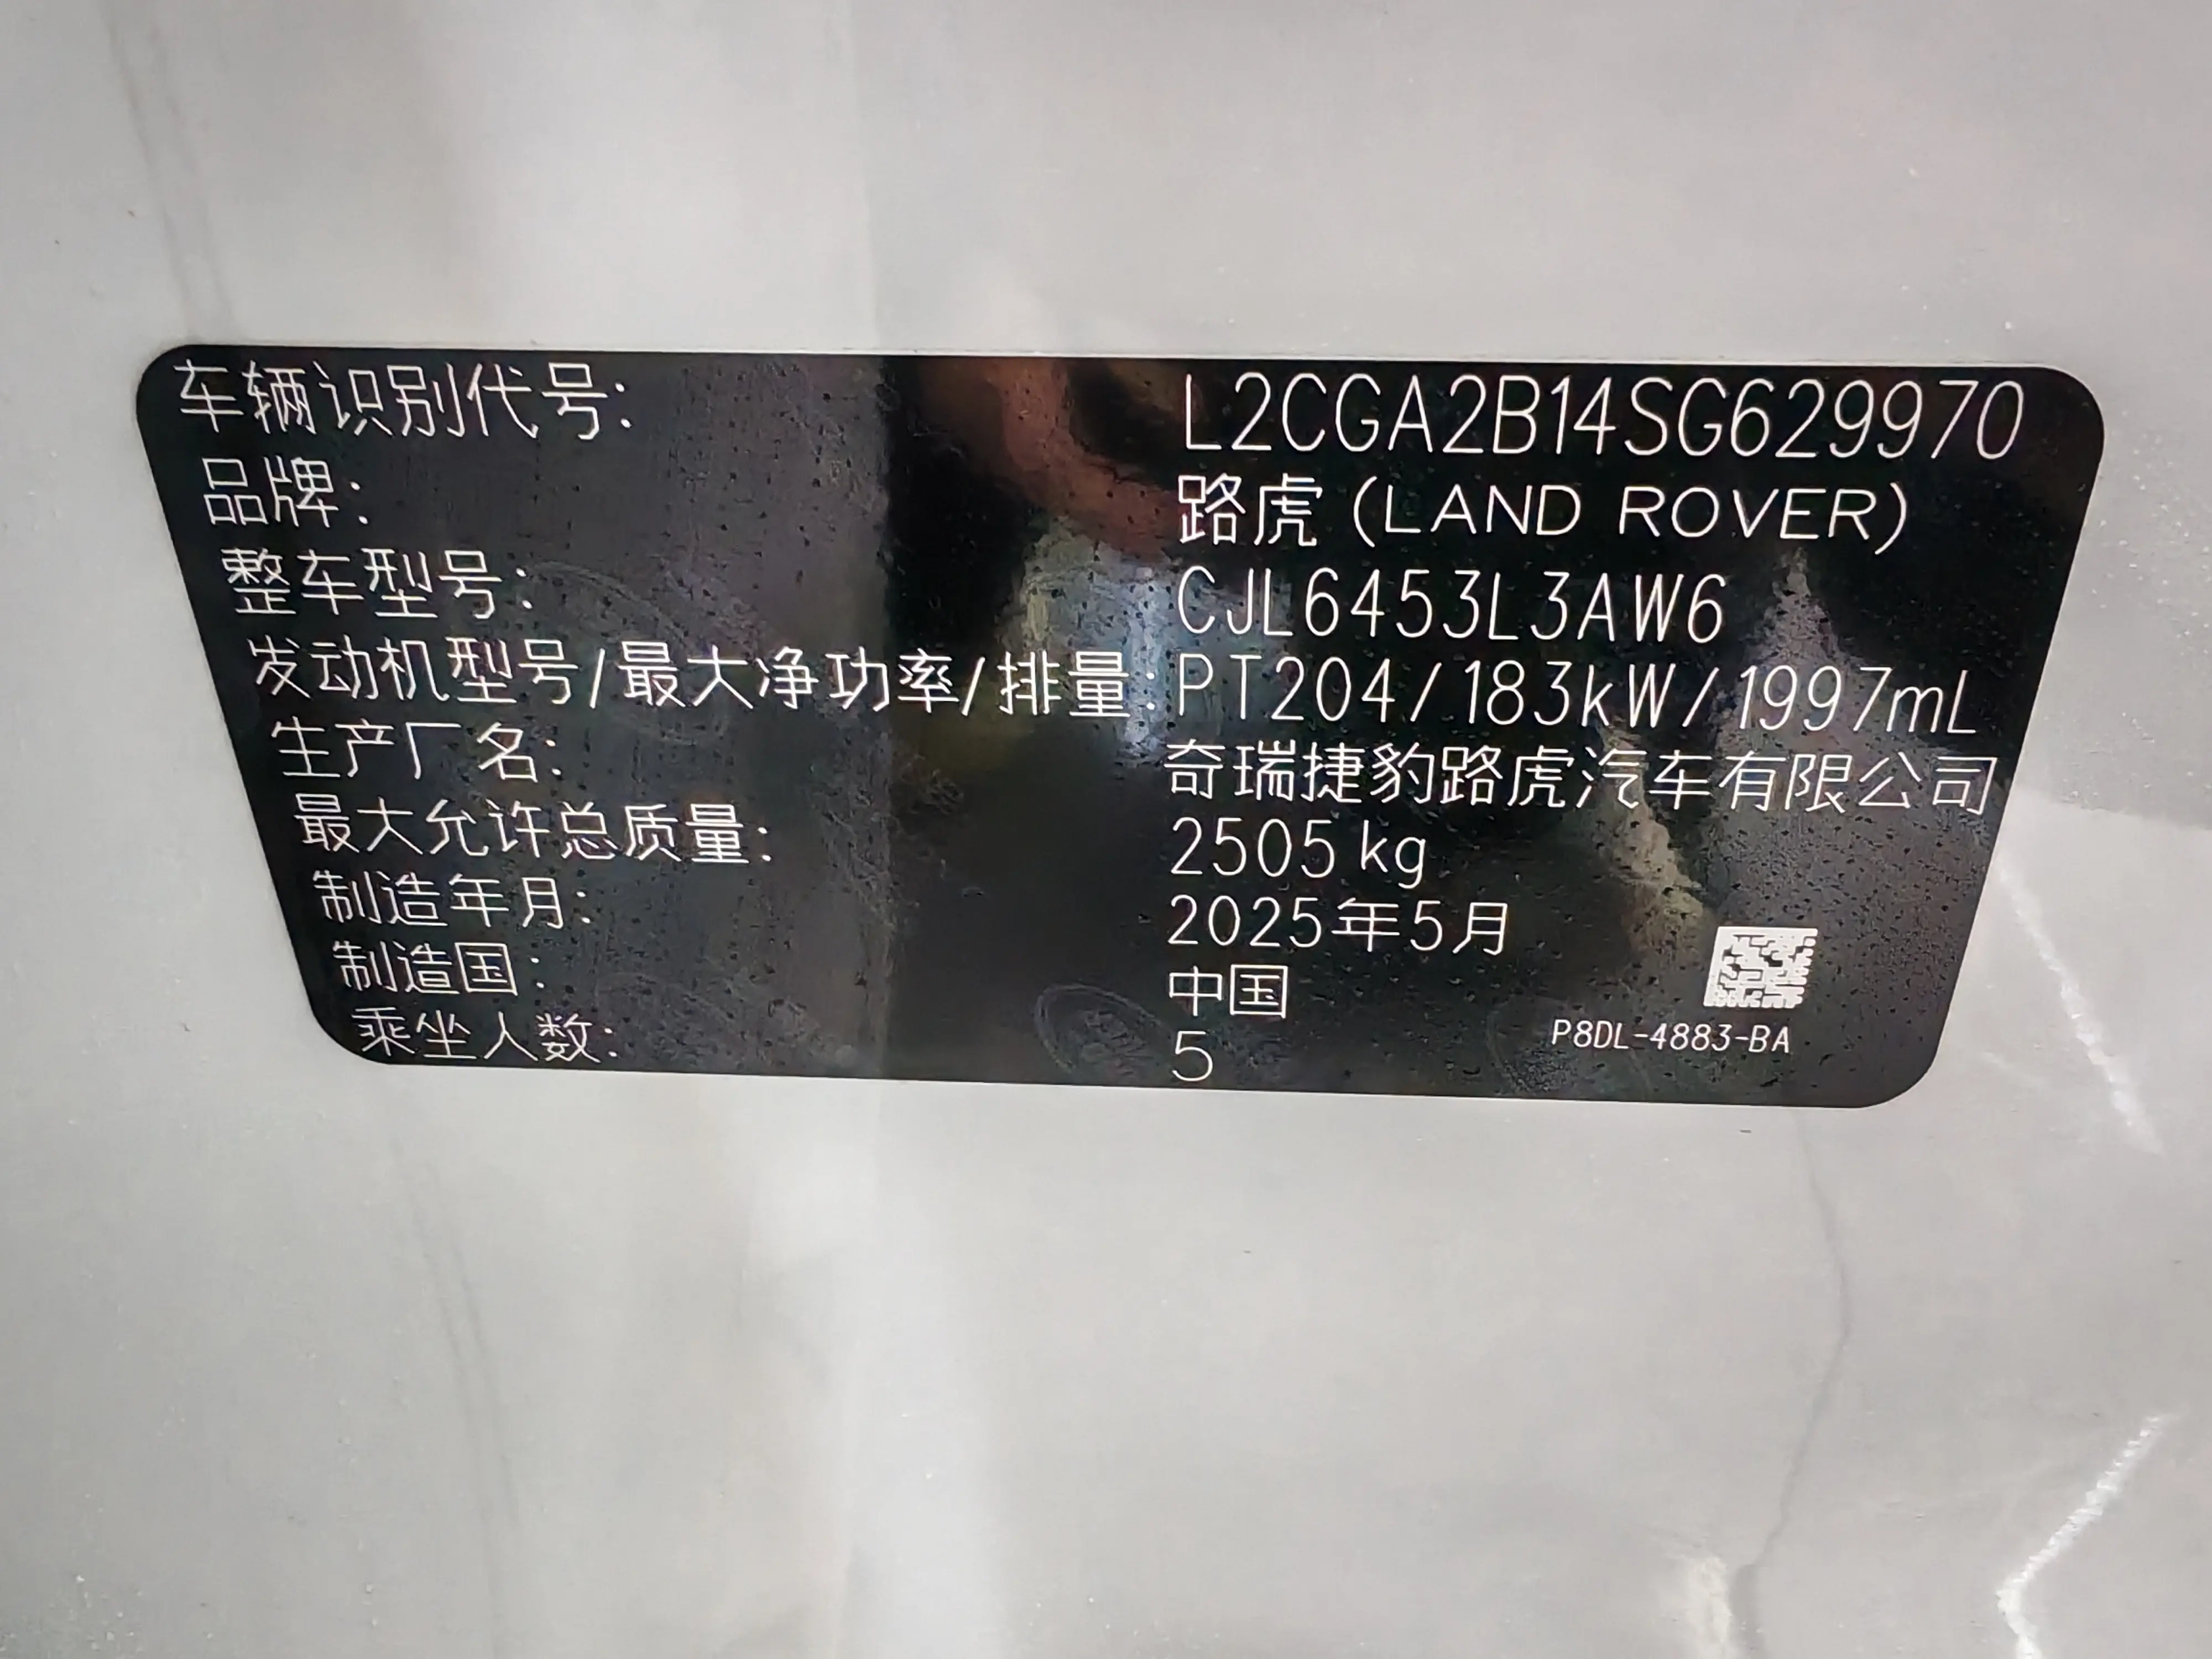 车辆识别代号: L2CGA2B14SG629970
品牌: 路虎 (LAND ROVER)
整车型号: CJL6453L3AW6
发动机型号/最大净功率/排量: PT204/183kW/1997mL
生产厂名: 奇瑞捷豹路虎汽车有限公司
最大允许总质量: 2505kg
制造年月: 2025年5月
制造国: 中国
乘坐人数: 5
P8DL-4883-BA